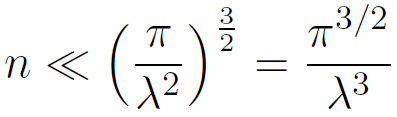 n ≪ (π/λ²)^{3/2} = π^{3/2}/λ³